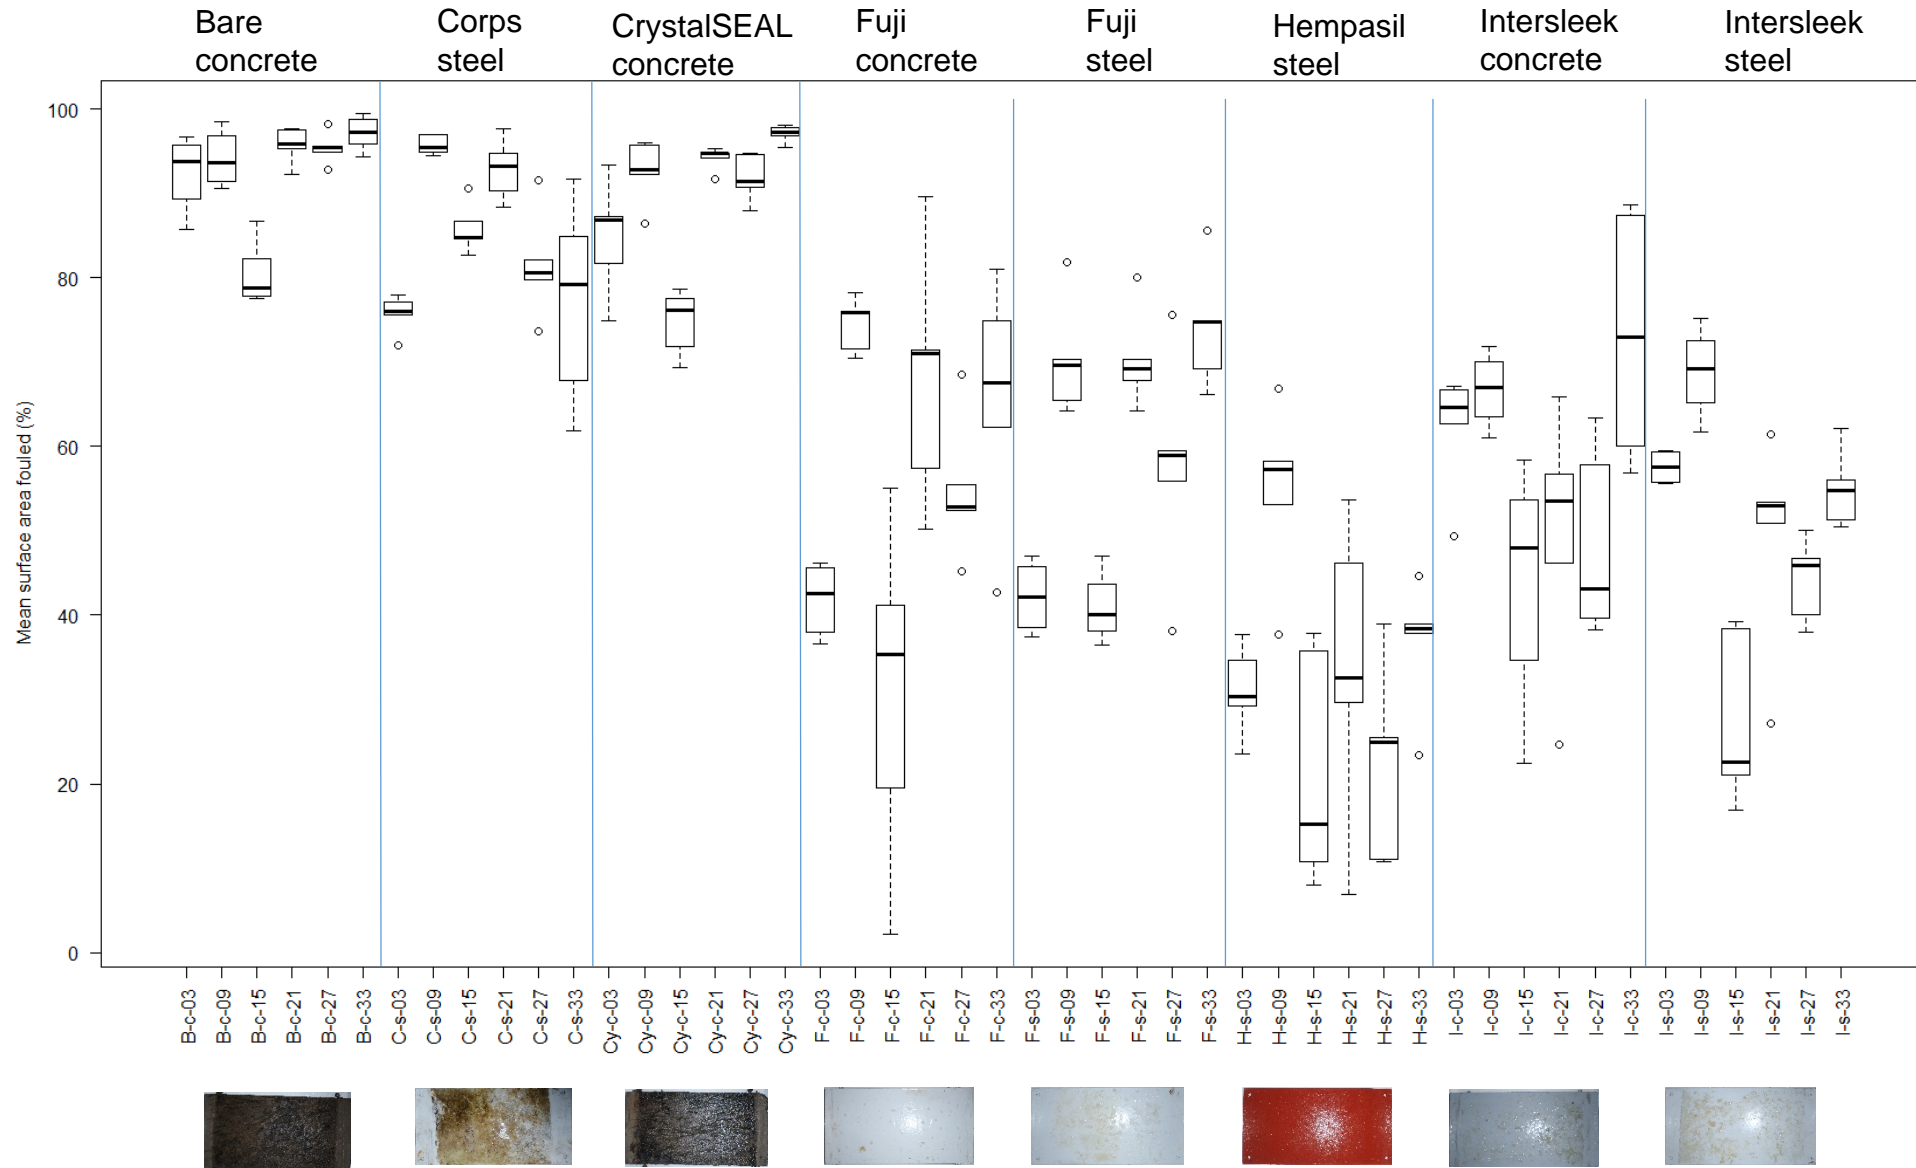 Bare
concrete
Corps
steel
CrystalSEAL
concrete
Fuji
concrete
Fuji
steel
Hempasil
steel
Intersleek
concrete
Intersleek
steel
Mean surface area fouled (%)
100
80
60
40
20
0
B-c-03
B-c-09
B-c-15
B-c-21
B-c-27
B-c-33
C-s-03
C-s-09
C-s-15
C-s-21
C-s-27
C-s-33
Cy-c-03
Cy-c-09
Cy-c-15
Cy-c-21
Cy-c-27
Cy-c-33
F-c-03
F-c-09
F-c-15
F-c-21
F-c-27
F-c-33
F-s-03
F-s-09
F-s-15
F-s-21
F-s-27
F-s-33
H-s-03
H-s-09
H-s-15
H-s-21
H-s-27
H-s-33
I-c-03
I-c-09
I-c-15
I-c-21
I-c-27
I-c-33
I-s-03
I-s-09
I-s-15
I-s-21
I-s-27
I-s-33